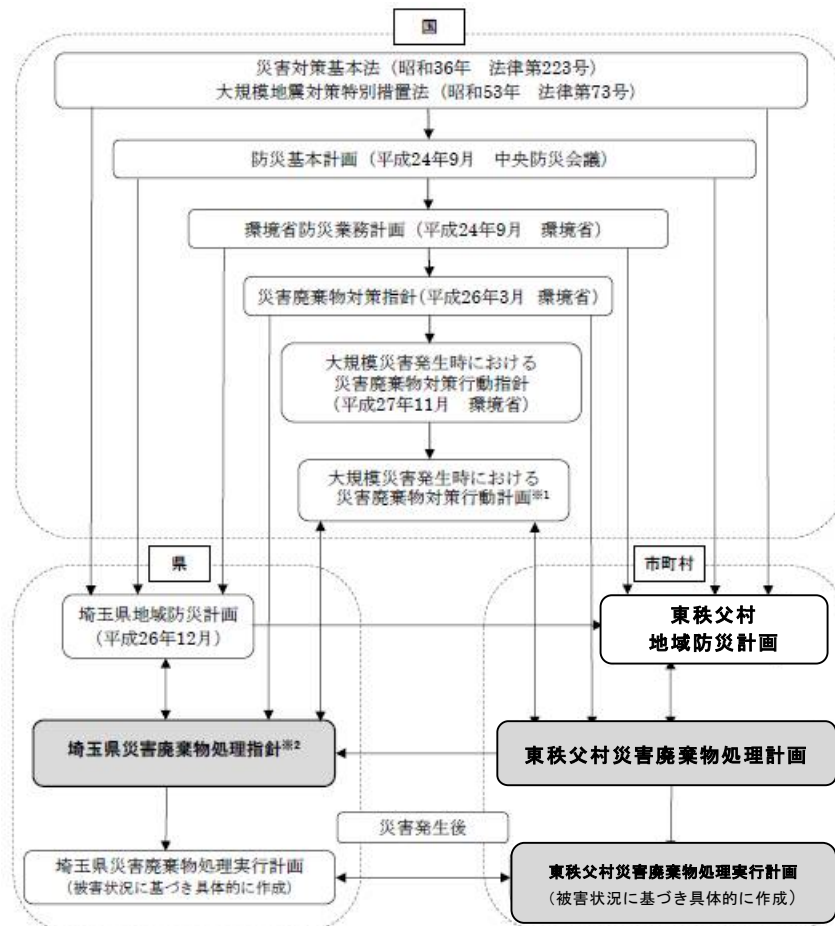 国
災害対策基本法（昭和36年　法律第223号）
大規模地震対策特別措置法（昭和53年　法律第73号）
防災基本計画（平成24年9月　中央防災会議）
環境省防災業務計画（平成24年9月　環境省）
災害廃棄物対策指針(平成26年3月　環境省）
大規模災害発生時における
災害廃棄物対策行動指針
（平成27年11月　環境省）
大規模災害発生時における
災害廃棄物対策行動計画※1
県
市町村
埼玉県地域防災計画
（平成26年12月）
東秩父村
地域防災計画
埼玉県災害廃棄物処理指針※2
東秩父村災害廃棄物処理計画
災害発生後
埼玉県災害廃棄物処理実行計画
（被害状況に基づき具体的に作成）
東秩父村災害廃棄物処理実行計画
（被害状況に基づき具体的に作成）